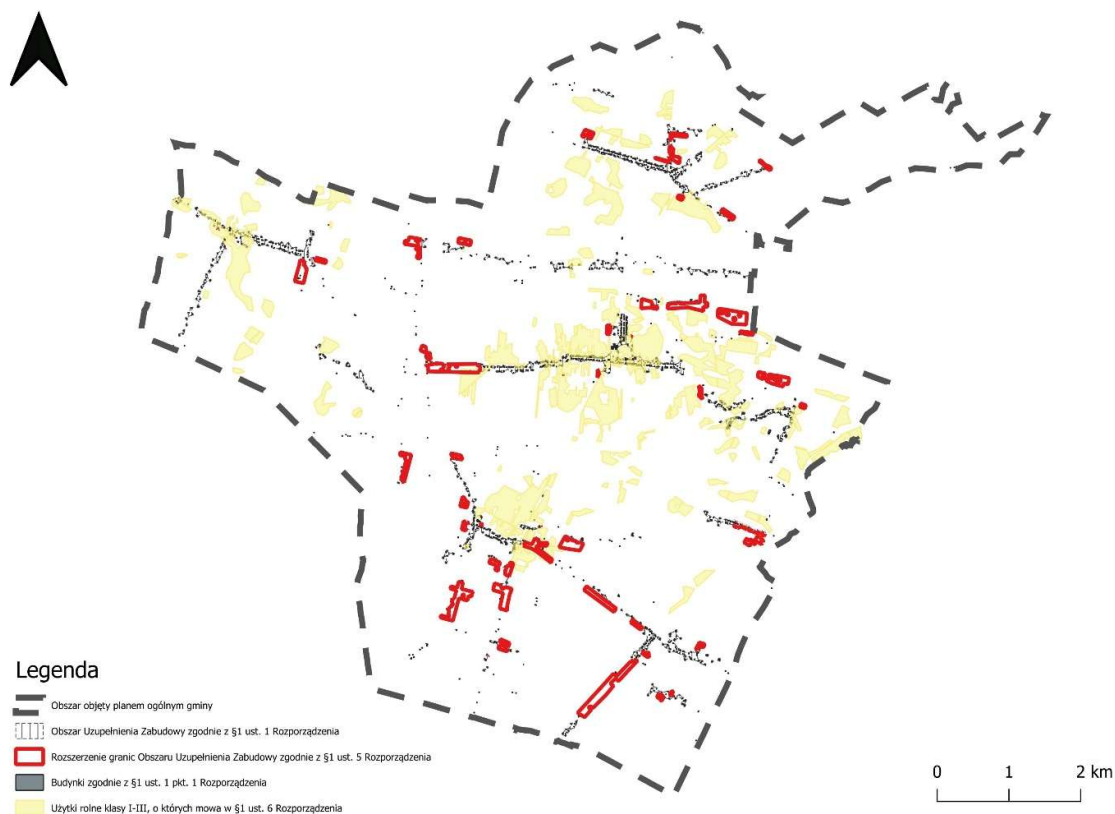 Legenda
Obszar objęty planem ogólnym gminy
Obszar Uzupełnienia Zabudowy zgodnie z §1 ust. 1 Rozporządzenia
Rozszerzenie granic Obszaru Uzupełnienia Zabudowy zgodnie z §1 ust. 5 Rozporządzenia
Budynki zgodnie z §1 ust. 1 pkt. 1 Rozporządzenia
Użytki rolne klasy I-III, o których mowa w §1 ust. 6 Rozporządzenia
0 1 2 km